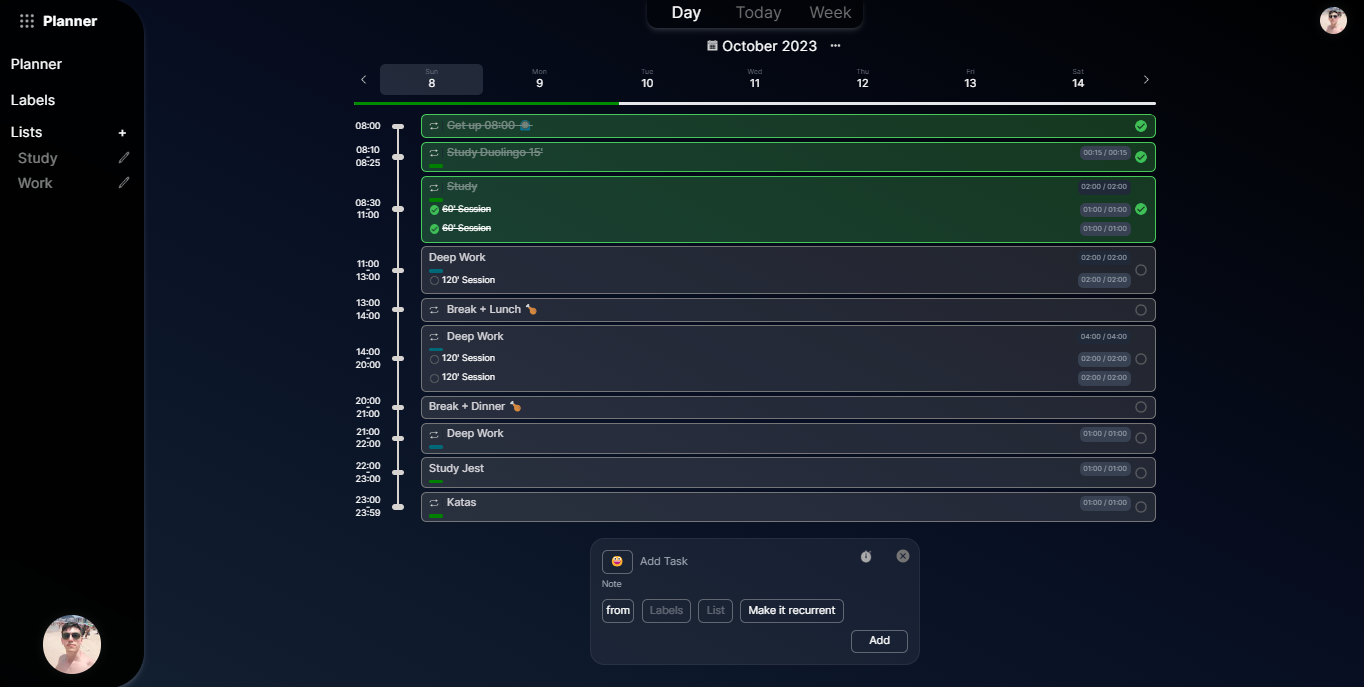 Planner
Day Today Week
October 2023
Planner
Labels
Lists +
Study
Work
Sun Mon Tue Wed Thu Fri Sat
8 9 10 11 12 13 14
08:00 Get up 08:00
08:10 - 08:25 Study Duolingo 15' 00:15 / 00:15
08:30 - 11:00 Study 02:00 / 02:00
60' Session 01:00 / 01:00
60' Session 01:00 / 01:00
11:00 - 13:00 Deep Work 02:00 / 02:00
120' Session 02:00 / 02:00
13:00 - 14:00 Break + Lunch 🍗
14:00 - 20:00 Deep Work 04:00 / 04:00
120' Session 02:00 / 02:00
120' Session 02:00 / 02:00
20:00 - 21:00 Break + Dinner 🍗
21:00 - 22:00 Deep Work 01:00 / 01:00
22:00 - 23:00 Study Jest 01:00 / 01:00
23:00 - 23:59 Katas 01:00 / 01:00
Add Task
Note
from Labels List Make it recurrent
Add